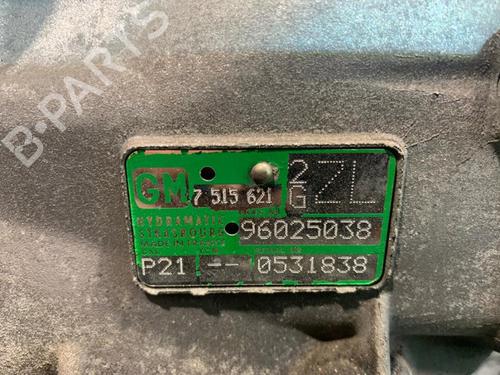 B-PARTS
GM 7 515 621 2 ZL
G
HYDRAMATIC
STRASBOURG 96025038
MADE IN FRANCE
P21 -- 0531838